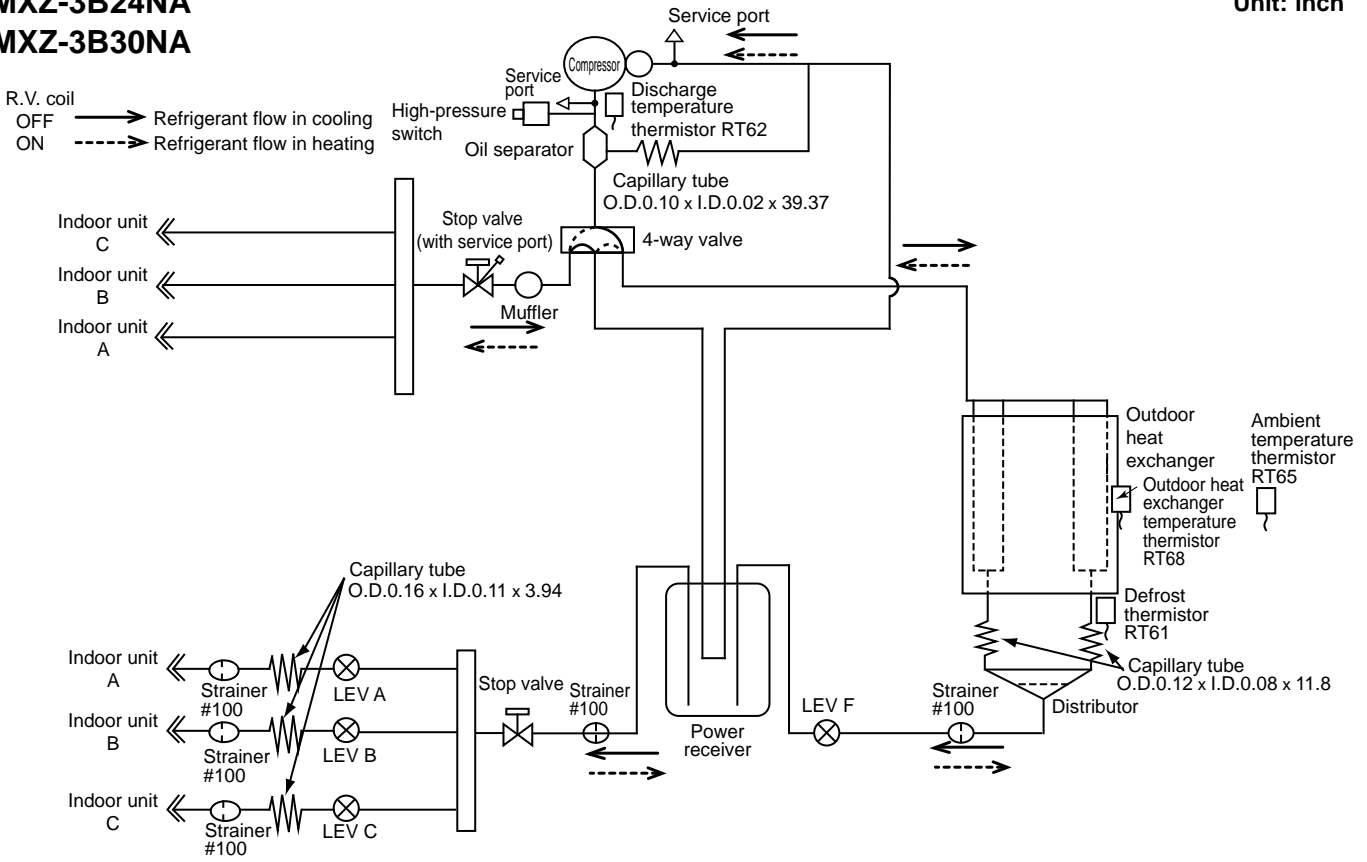 MXZ-3B24NA
MXZ-3B30NA
Unit: inch
R.V. coil
OFF
Refrigerant flow in cooling
ON
Refrigerant flow in heating
Service port
Compressor
Service
port
High-pressure
switch
Discharge
temperature
thermistor RT62
Oil separator
Capillary tube
O.D.0.10 x I.D.0.02 x 39.37
Indoor unit
C
Indoor unit
B
Indoor unit
A
Stop valve
(with service port)
4-way valve
Muffler
Outdoor
heat
exchanger
Outdoor heat
exchanger
temperature
thermistor
RT68
Ambient
temperature
thermistor
RT65
Defrost
thermistor
RT61
Capillary tube
O.D.0.12 x I.D.0.08 x 11.8
Distributor
Capillary tube
O.D.0.16 x I.D.0.11 x 3.94
Indoor unit
A
Strainer
#100
LEV A
Indoor unit
B
Strainer
#100
LEV B
Indoor unit
C
Strainer
#100
LEV C
Stop valve
Strainer
#100
Power
receiver
LEV F
Strainer
#100